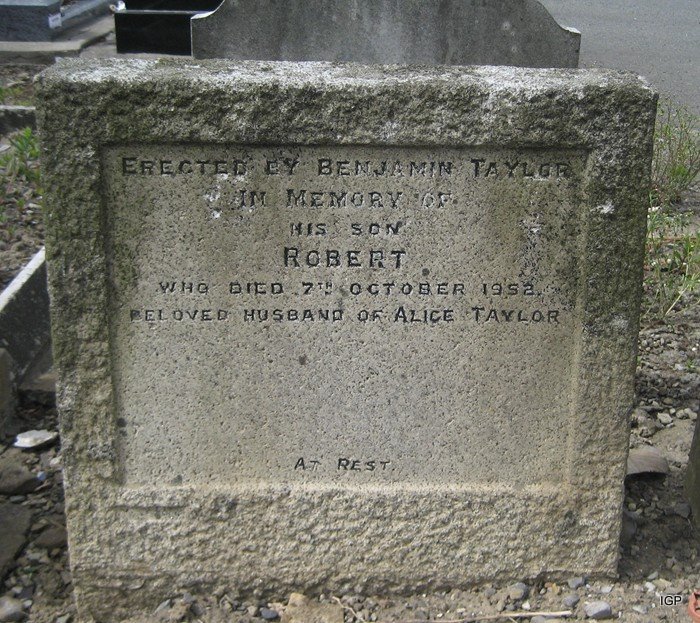 ERECTED BY BENJAMIN TAYLOR
IN MEMORY OF
HIS SON
ROBERT
WHO DIED 7TH OCTOBER 1952.
BELOVED HUSBAND OF ALICE TAYLOR
AT REST
IGP